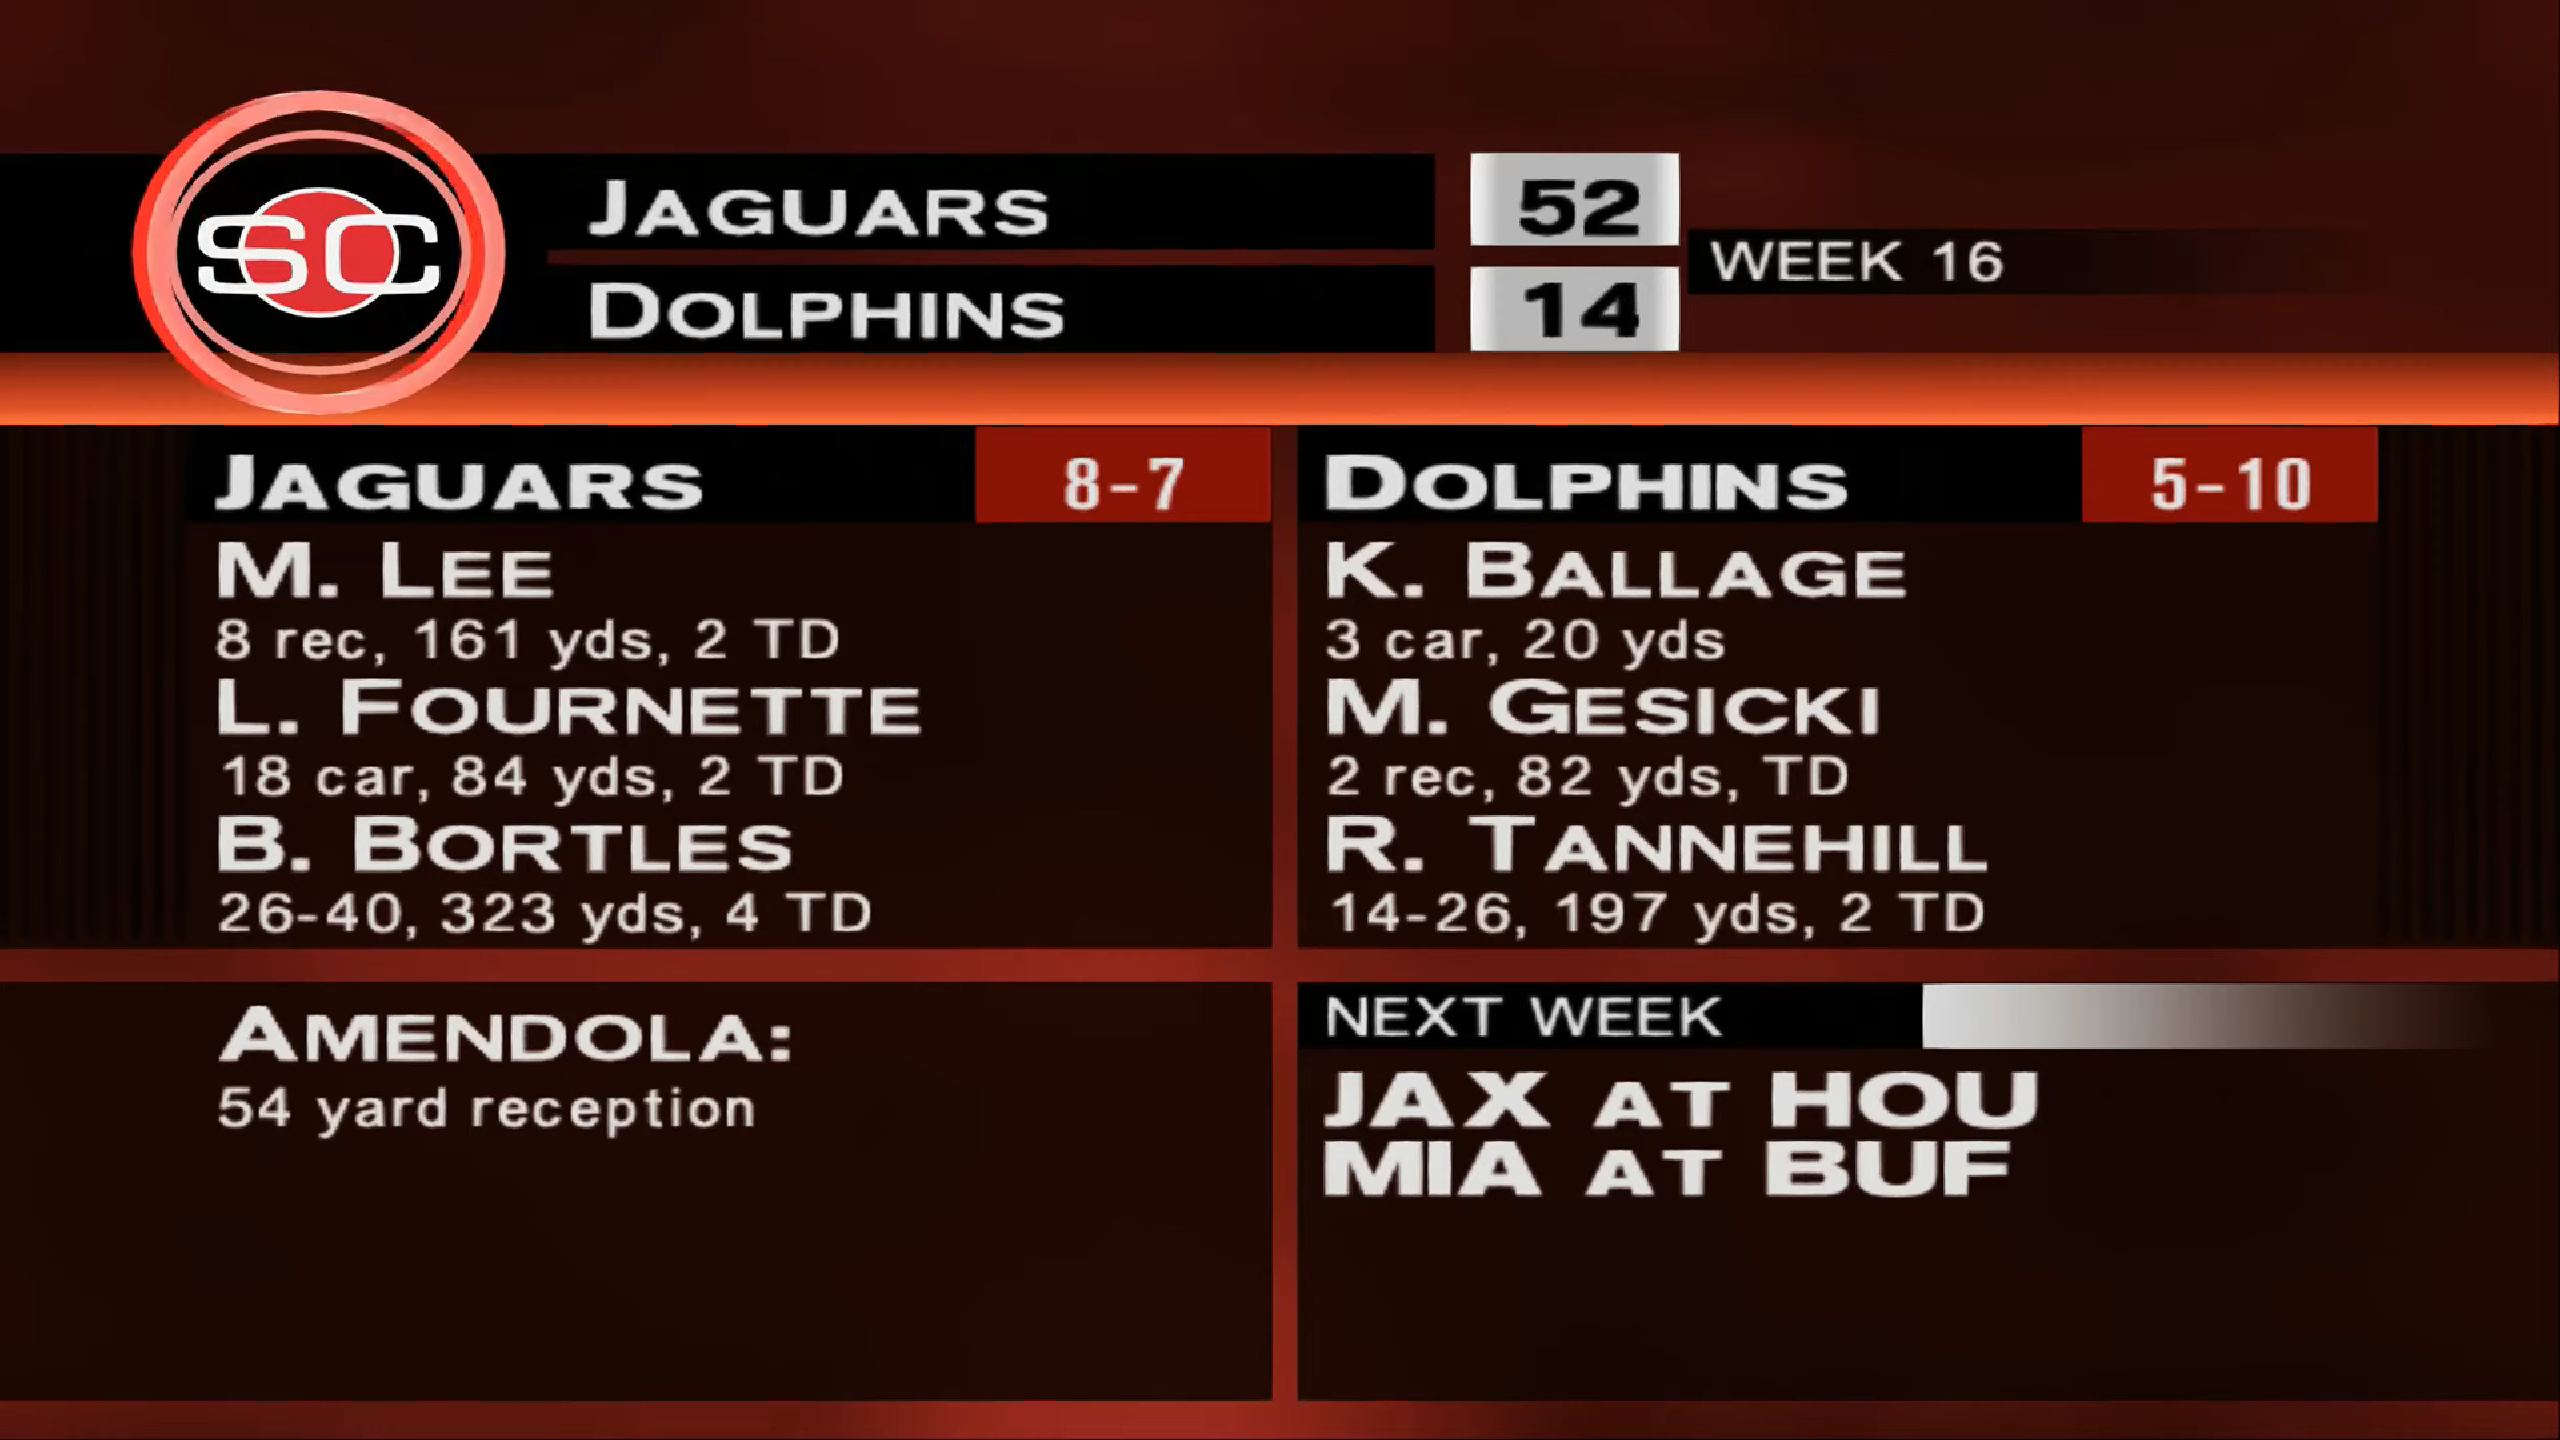 SC
JAGUARS 52
DOLPHINS 14
WEEK 16
JAGUARS 8-7
M. LEE
8 rec, 161 yds, 2 TD
L. FOURNETTE
18 car, 84 yds, 2 TD
B. BORTLES
26-40, 323 yds, 4 TD
DOLPHINS 5-10
K. BALLAGE
3 car, 20 yds
M. GESICKI
2 rec, 82 yds, TD
R. TANNEHILL
14-26, 197 yds, 2 TD
AMENDOLA:
54 yard reception
NEXT WEEK
JAX AT HOU
MIA AT BUF